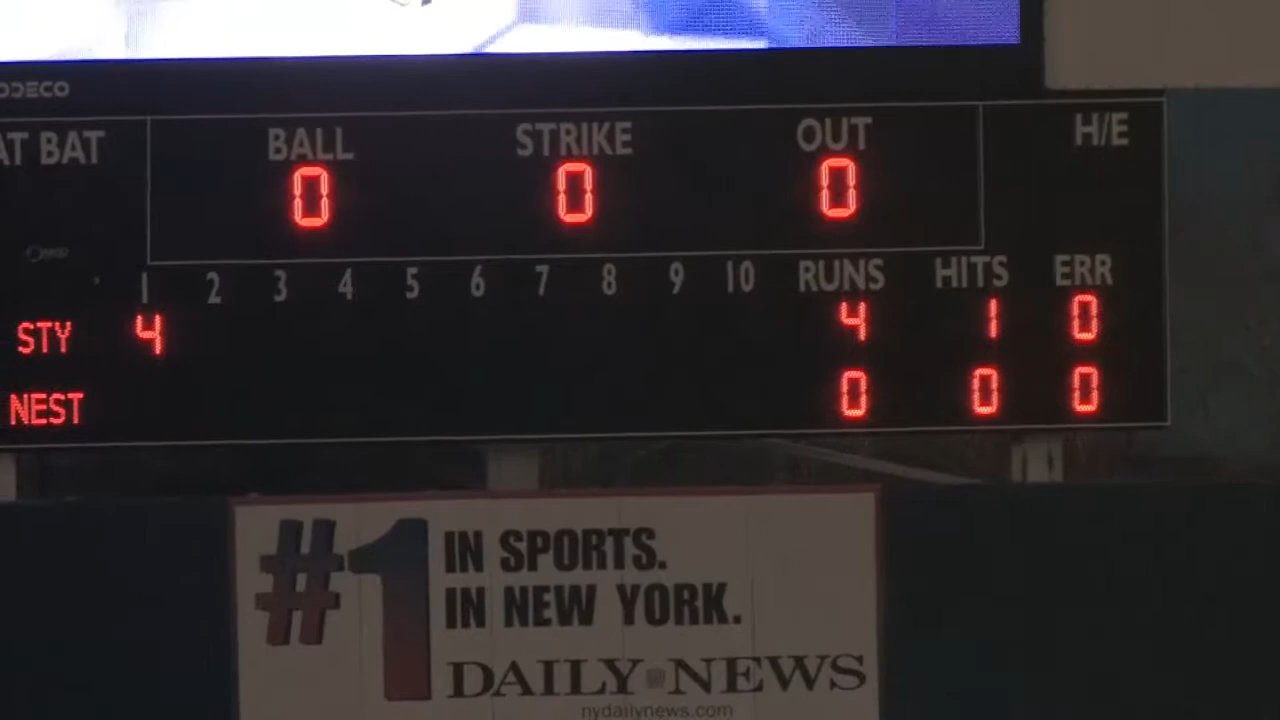 AT BAT BALL STRIKE OUT H/E
0 0 0
1 2 3 4 5 6 7 8 9 10 RUNS HITS ERR
STY 4 4 1 0
NEST 0 0 0
#1 IN SPORTS.
IN NEW YORK.
DAILY NEWS
nydailynews.com